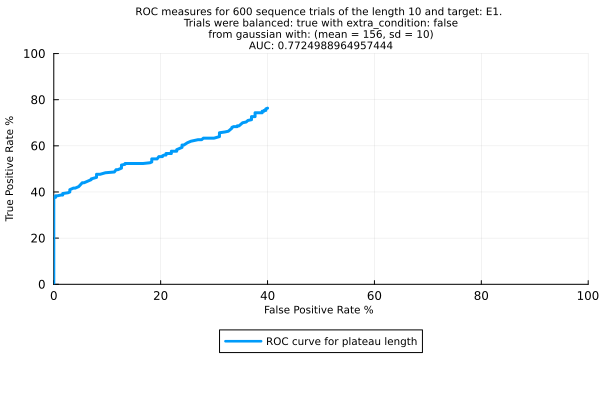 ROC measures for 600 sequence trials of the length 10 and target: E1.
Trials were balanced: true with extra_condition: false
from gaussian with: (mean = 156, sd = 10)
AUC: 0.7724988964957444
100
80
60
40
20
0
True Positive Rate %
0 20 40 60 80 100
False Positive Rate %
ROC curve for plateau length